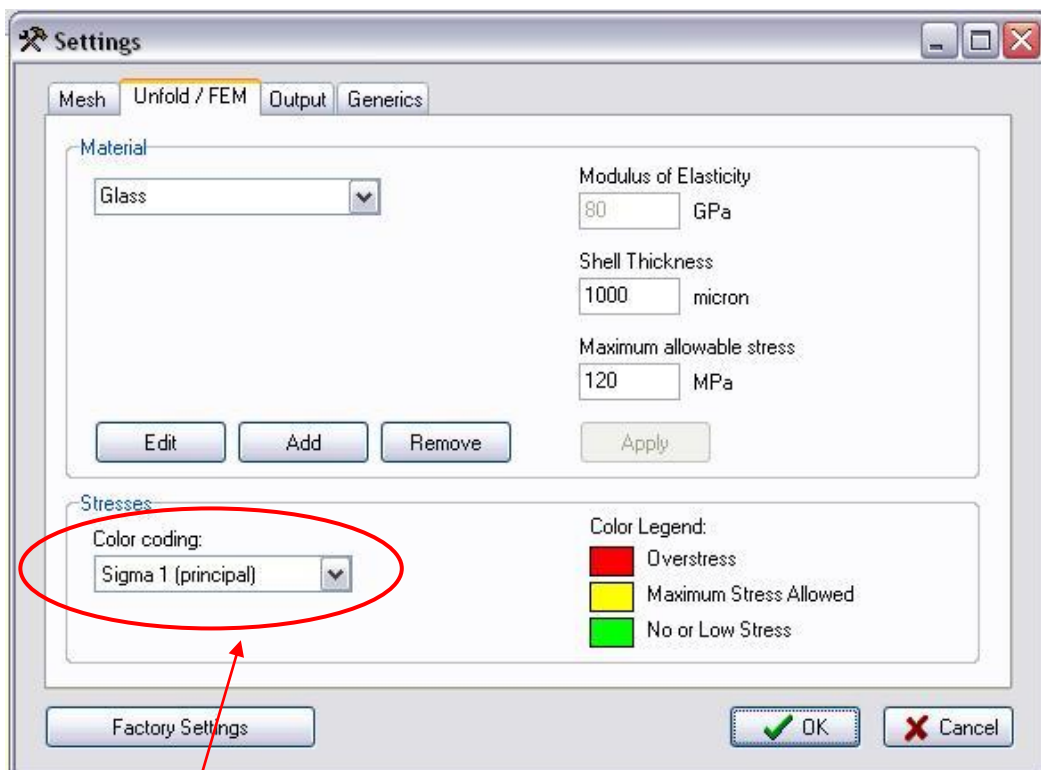 Settings
Mesh Unfold / FEM Output Generics
Material
Glass
Modulus of Elasticity
80 GPa
Shell Thickness
1000 micron
Maximum allowable stress
120 MPa
Edit Add Remove Apply
Stresses
Color coding:
Sigma 1 (principal)
Color Legend:
Overstress
Maximum Stress Allowed
No or Low Stress
Factory Settings OK Cancel